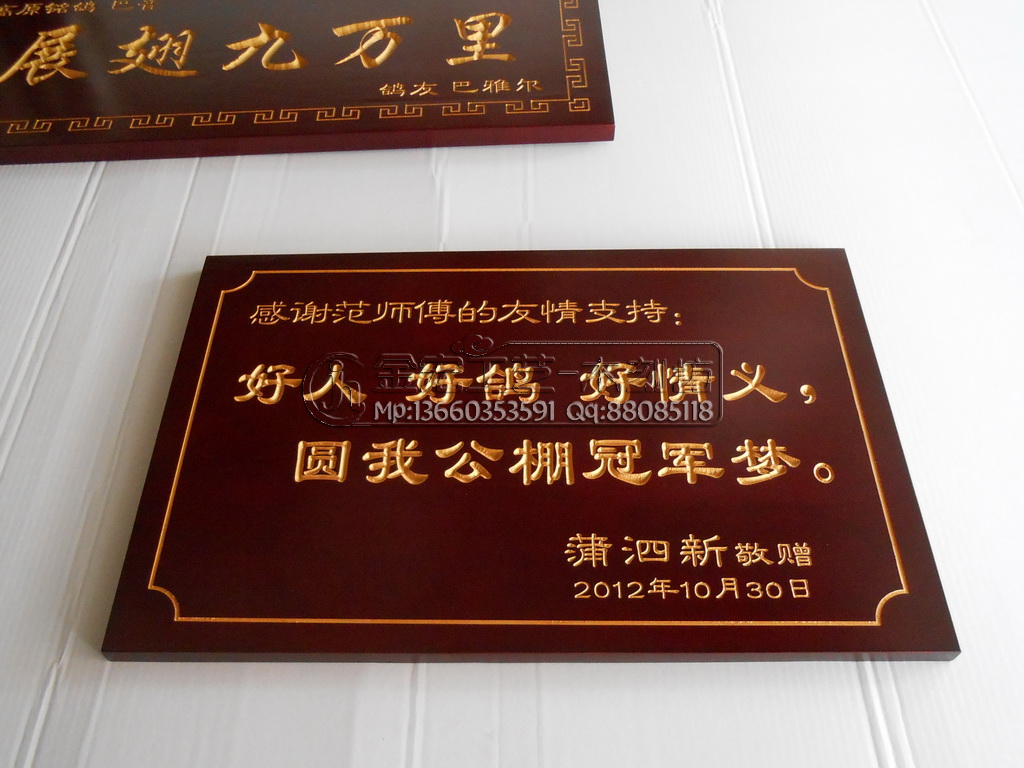 展翅九万里
鸽友 巴雅尔
感谢范师傅的友情支持：
好人 好鸽 好情义，
Mp:13660353591 QQ:88085118
圆我公棚冠军梦。
蒲泗新敬赠
2012年10月30日